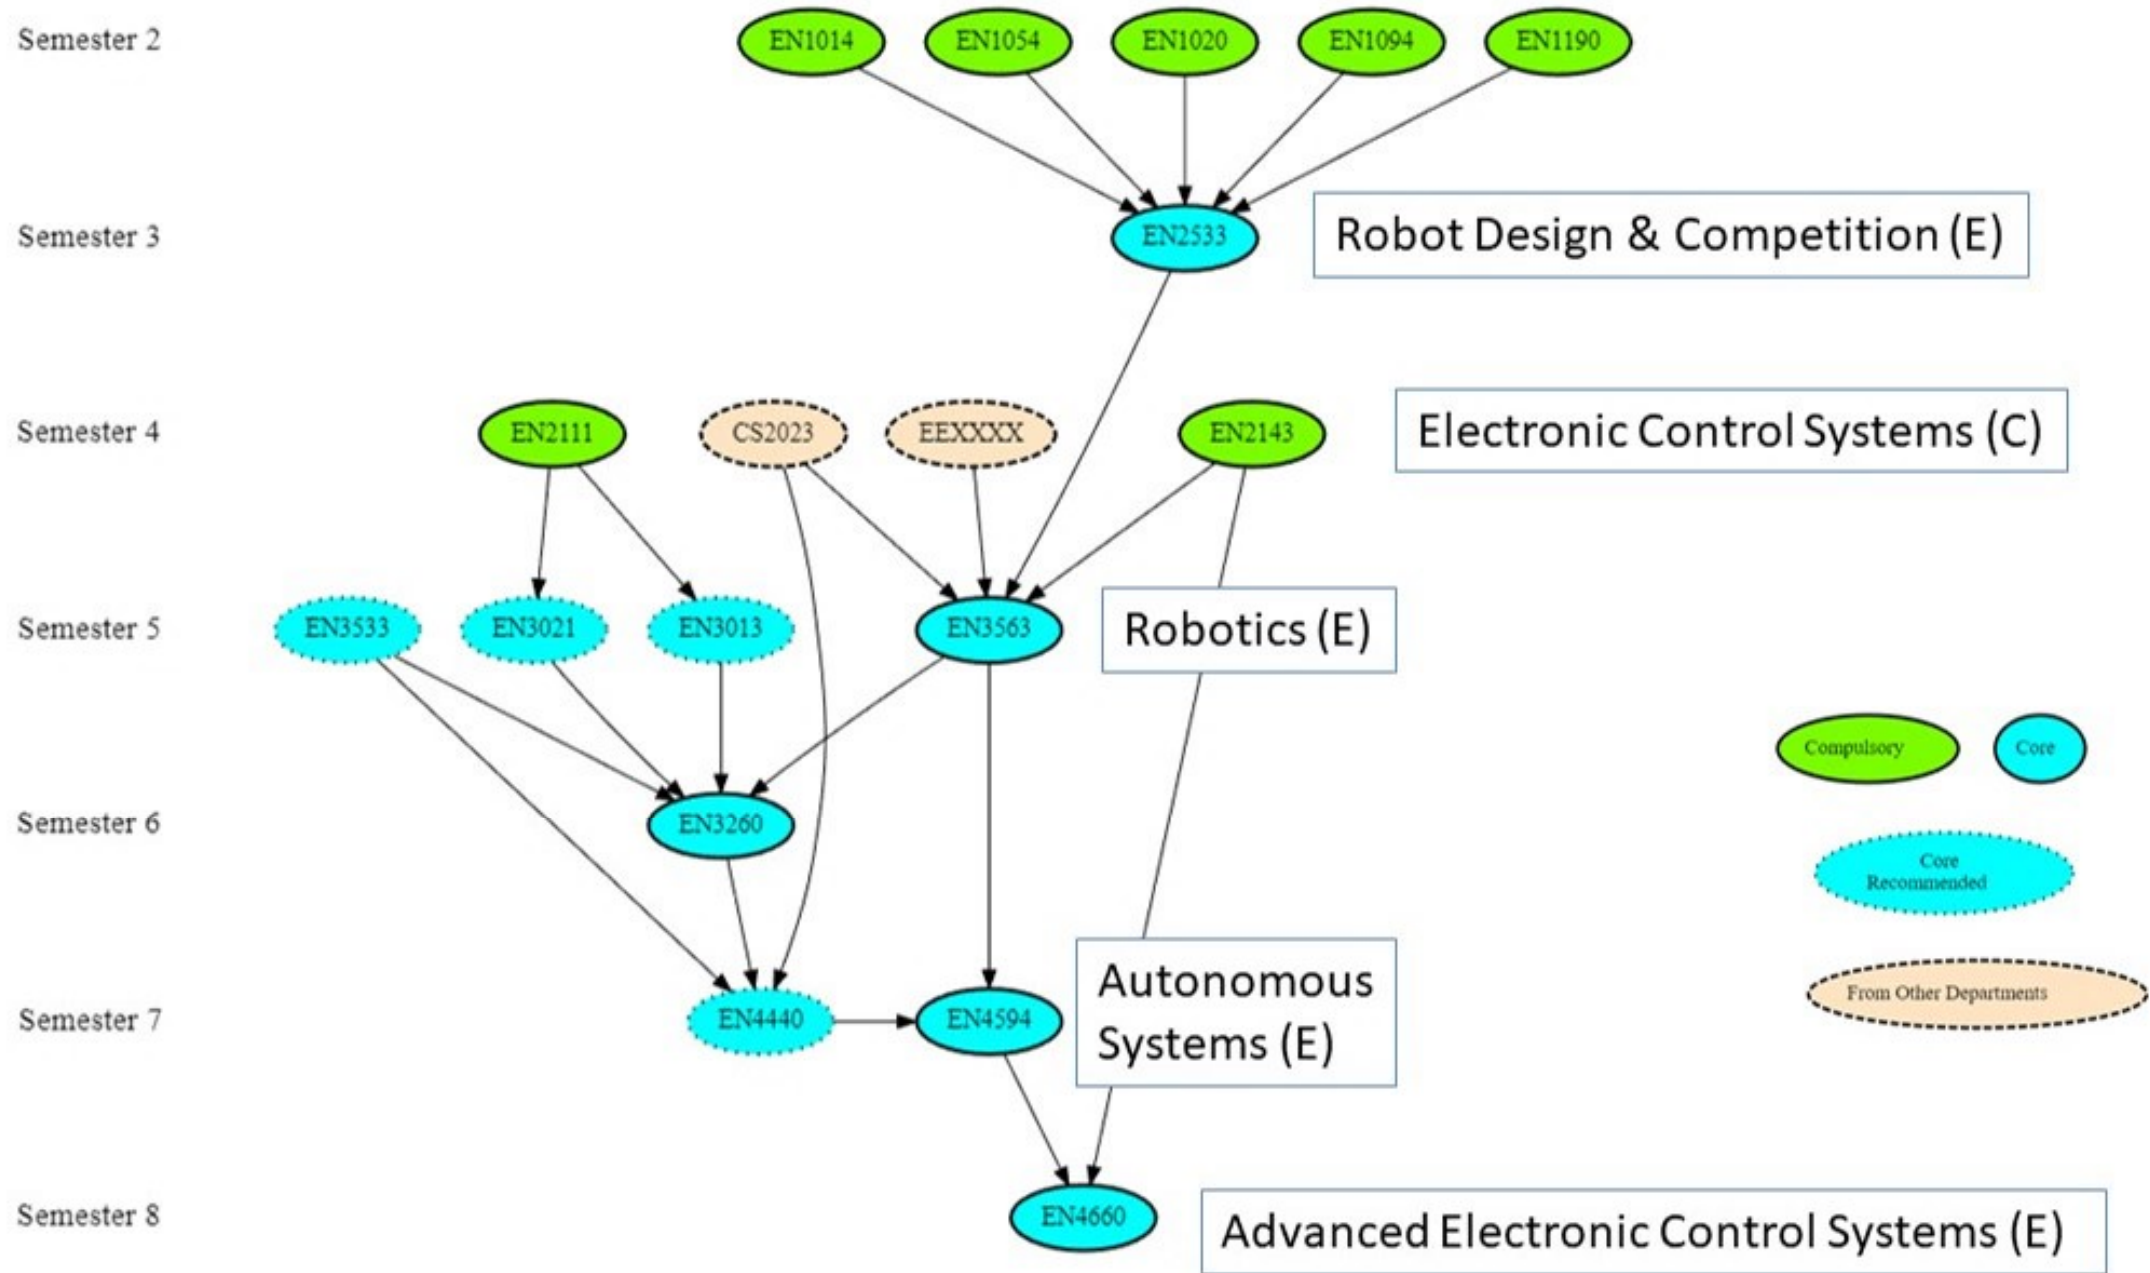 Semester 2
EN1014
EN1054
EN1020
EN1094
EN1190
Semester 3
EN2533
Robot Design & Competition (E)
Semester 4
EN2111
CS2023
EEXXXX
EN2143
Electronic Control Systems (C)
Semester 5
EN3533
EN3021
EN3013
EN3563
Robotics (E)
Compulsory
Core
Semester 6
EN3260
Core
Recommended
Semester 7
EN4440
EN4594
Autonomous
Systems (E)
From Other Departments
Semester 8
EN4660
Advanced Electronic Control Systems (E)